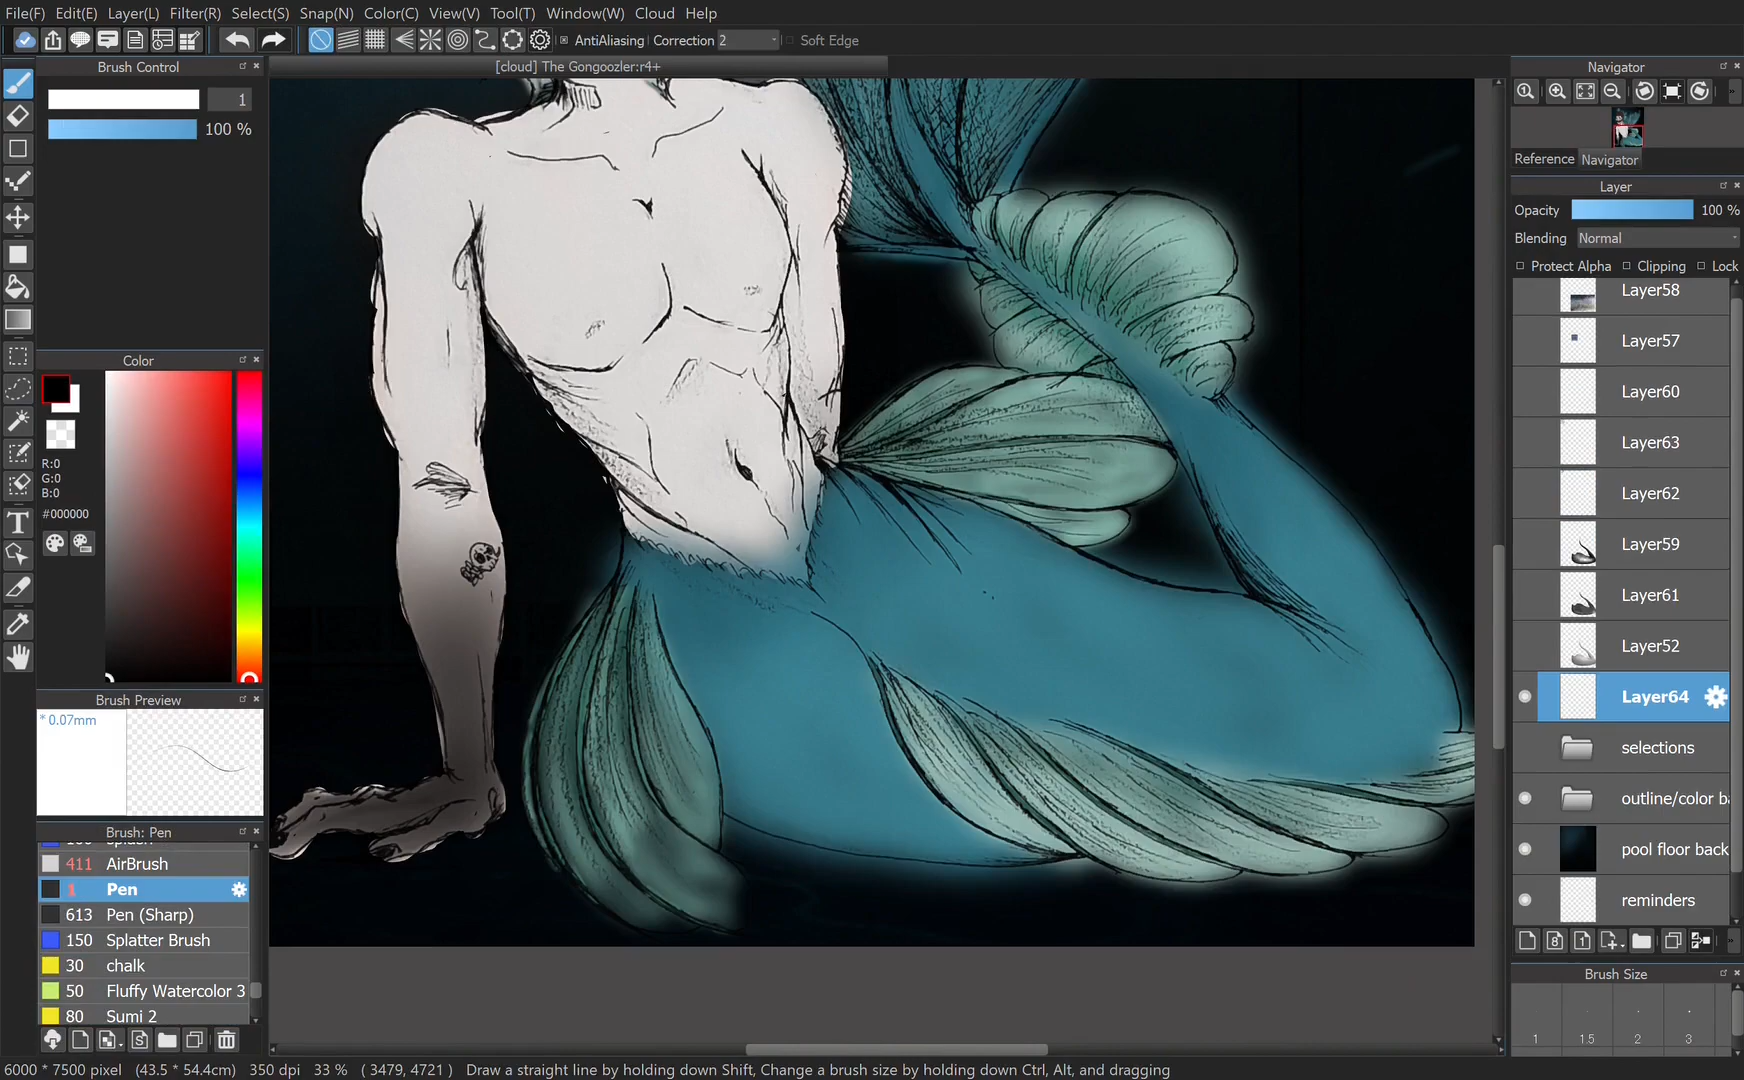 File(F) Edit(E) Layer(L) Filter(R) Select(S) Snap(N) Color(C) View(V) Tool(T) Window(W) Cloud Help
AntiAliasing Correction 2 Soft Edge
Brush Control
[cloud] The Gongoozler:r4+
Navigator
1
100 %
Reference Navigator
Layer
Opacity 100 %
Blending Normal
Protect Alpha Clipping Lock
Layer58
Layer57
Layer60
Layer63
Layer62
Layer59
Layer61
Layer52
Layer64
selections
outline/color
pool floor back
reminders
Color
R:0
G:0
B:0
#000000
Brush Preview
* 0.07mm
Brush: Pen
411 AirBrush
1 Pen
613 Pen (Sharp)
150 Splatter Brush
30 chalk
50 Fluffy Watercolor 3
80 Sumi 2
Brush Size
1 1.5 2 3
6000 * 7500 pixel (43.5 * 54.4cm) 350 dpi 33 % ( 3479, 4721 ) Draw a straight line by holding down Shift, Change a brush size by holding down Ctrl, Alt, and dragging